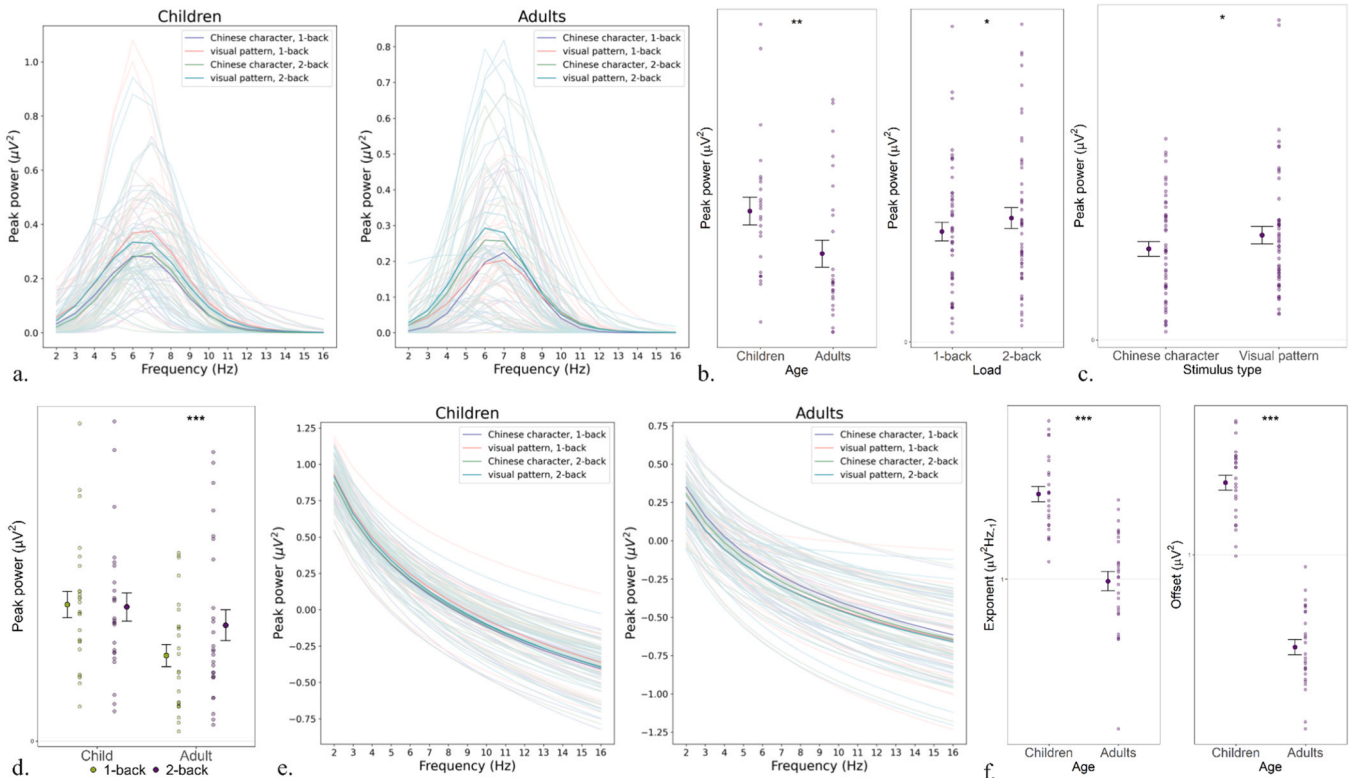 Children
Chinese character, 1-back
visual pattern, 1-back
Chinese character, 2-back
visual pattern, 2-back
Peak power (μV²)
1.0
0.8
0.6
0.4
0.2
0.0
2 3 4 5 6 7 8 9 10 11 12 13 14 15 16
Frequency (Hz)
a.
Adults
Chinese character, 1-back
visual pattern, 1-back
Chinese character, 2-back
visual pattern, 2-back
Peak power (μV²)
0.8
0.7
0.6
0.5
0.4
0.3
0.2
0.1
0.0
2 3 4 5 6 7 8 9 10 11 12 13 14 15 16
Frequency (Hz)
**
Peak power (μV²)
Children Adults
Age
b.
*
Peak power (μV²)
0
1-back 2-back
Load
*
Peak power (μV²)
0
Chinese character Visual pattern
Stimulus type
c.
***
Peak power (μV²)
0
Child Adult
1-back 2-back
d.
Children
Chinese character, 1-back
visual pattern, 1-back
Chinese character, 2-back
visual pattern, 2-back
Peak power (μV²)
1.25
1.00
0.75
0.50
0.25
0.00
−0.25
−0.50
−0.75
2 3 4 5 6 7 8 9 10 11 12 13 14 15 16
Frequency (Hz)
e.
Adults
Chinese character, 1-back
visual pattern, 1-back
Chinese character, 2-back
visual pattern, 2-back
Peak power (μV²)
0.75
0.50
0.25
0.00
−0.25
−0.50
−0.75
−1.00
−1.25
2 3 4 5 6 7 8 9 10 11 12 13 14 15 16
Frequency (Hz)
***
Exponent (μV²Hz₋₁)
1
Children Adults
Age
f.
***
Offset (μV²)
1
Children Adults
Age